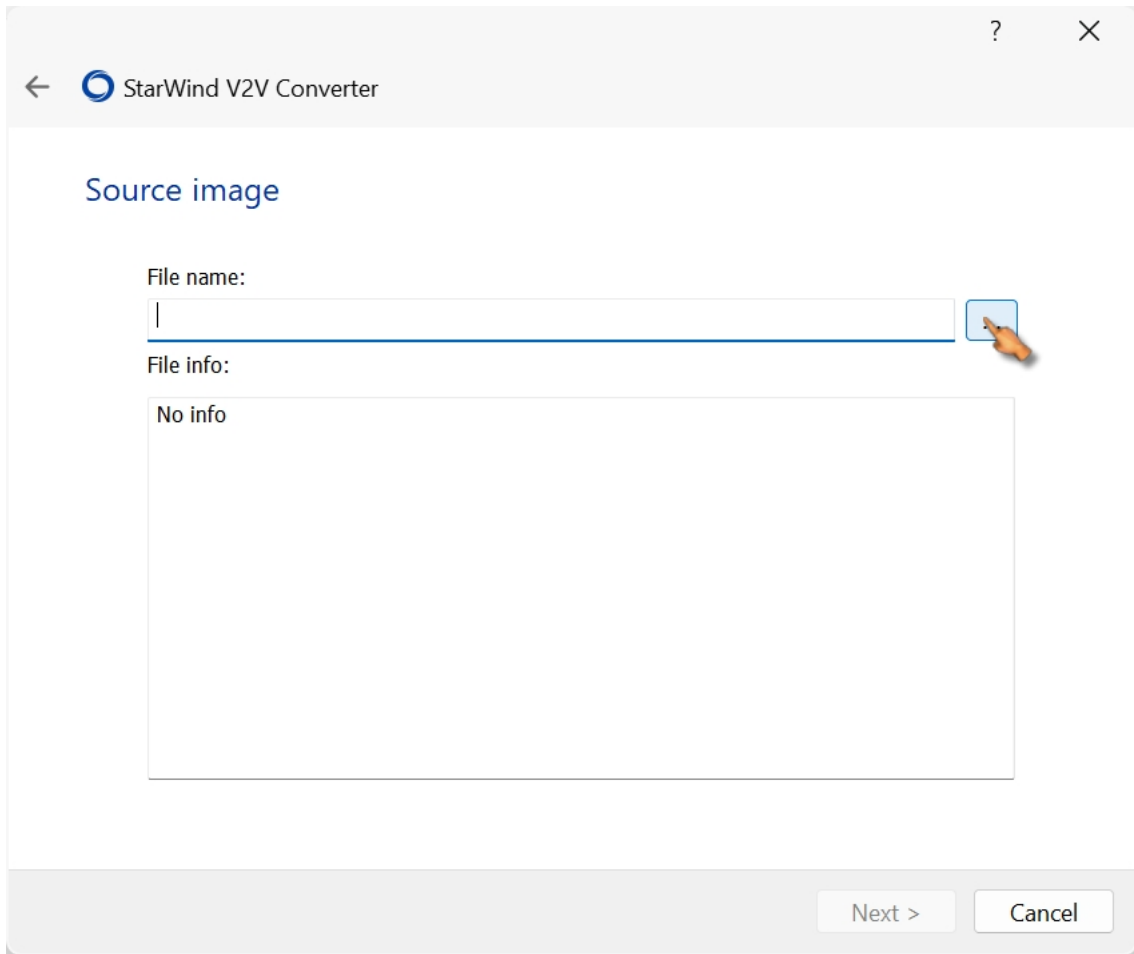 ?
StarWind V2V Converter
Source image
File name:
File info:
No info
Next >
Cancel